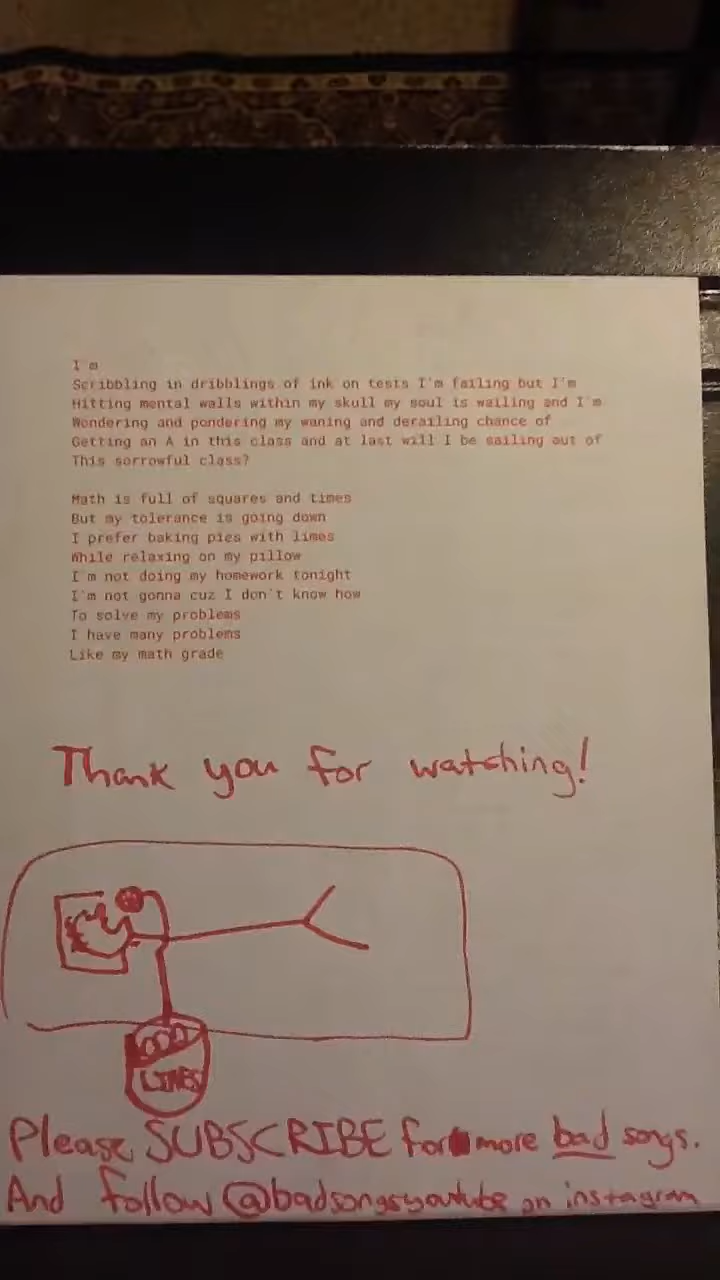 I'm
Scribbling in dribblings of ink on tests I'm failing but I'm
Hitting mental walls within my skull my soul is wailing and I'm
Wondering and pondering my waning and derailing chance of
Getting an A in this class and at last will I be sailing out of
This sorrowful class?
Math is full of squares and times
But my tolerance is going down
I prefer baking pies with limes
While relaxing on my pillow
I'm not doing my homework tonight
I'm not gonna cuz I don't know how
To solve my problems
I have many problems
Like my math grade
Thank you for watching!
LIMES
Please SUBSCRIBE for more bad songs.
And follow @badsongsyoutube on instagram